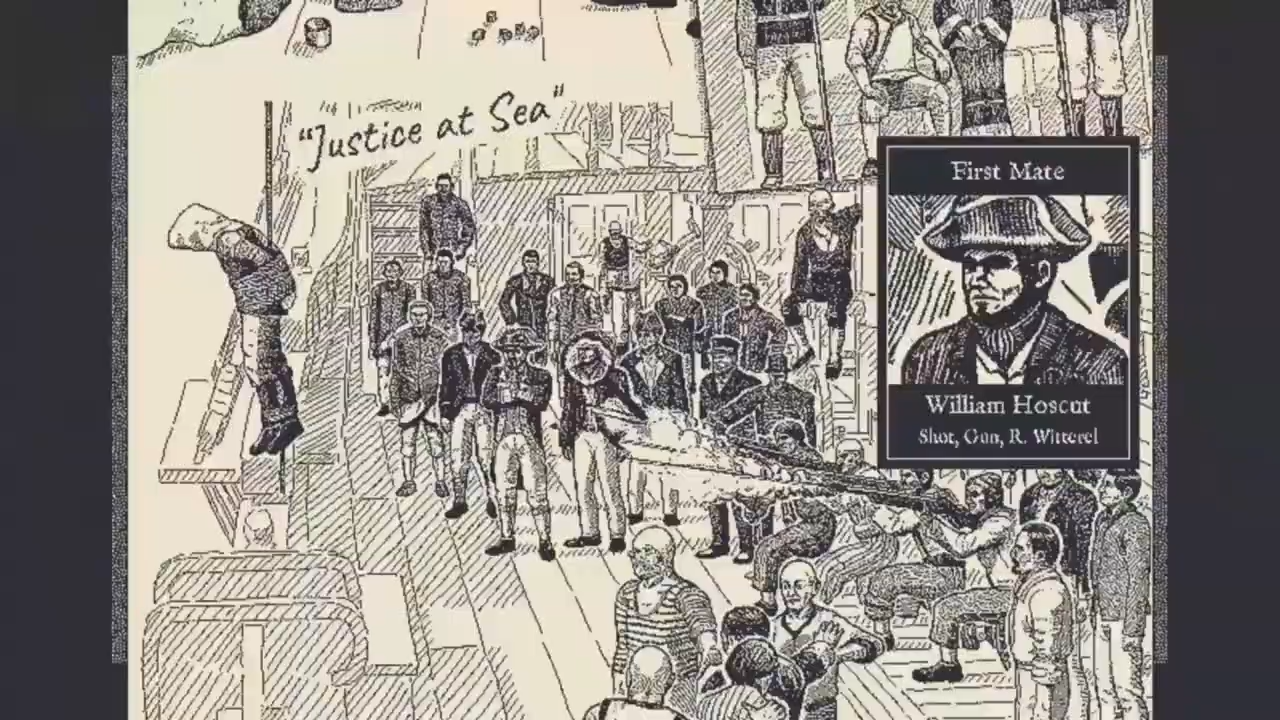 "Justice at Sea"
First Mate
William Hoscut
Shot, Gun, R. Witterel